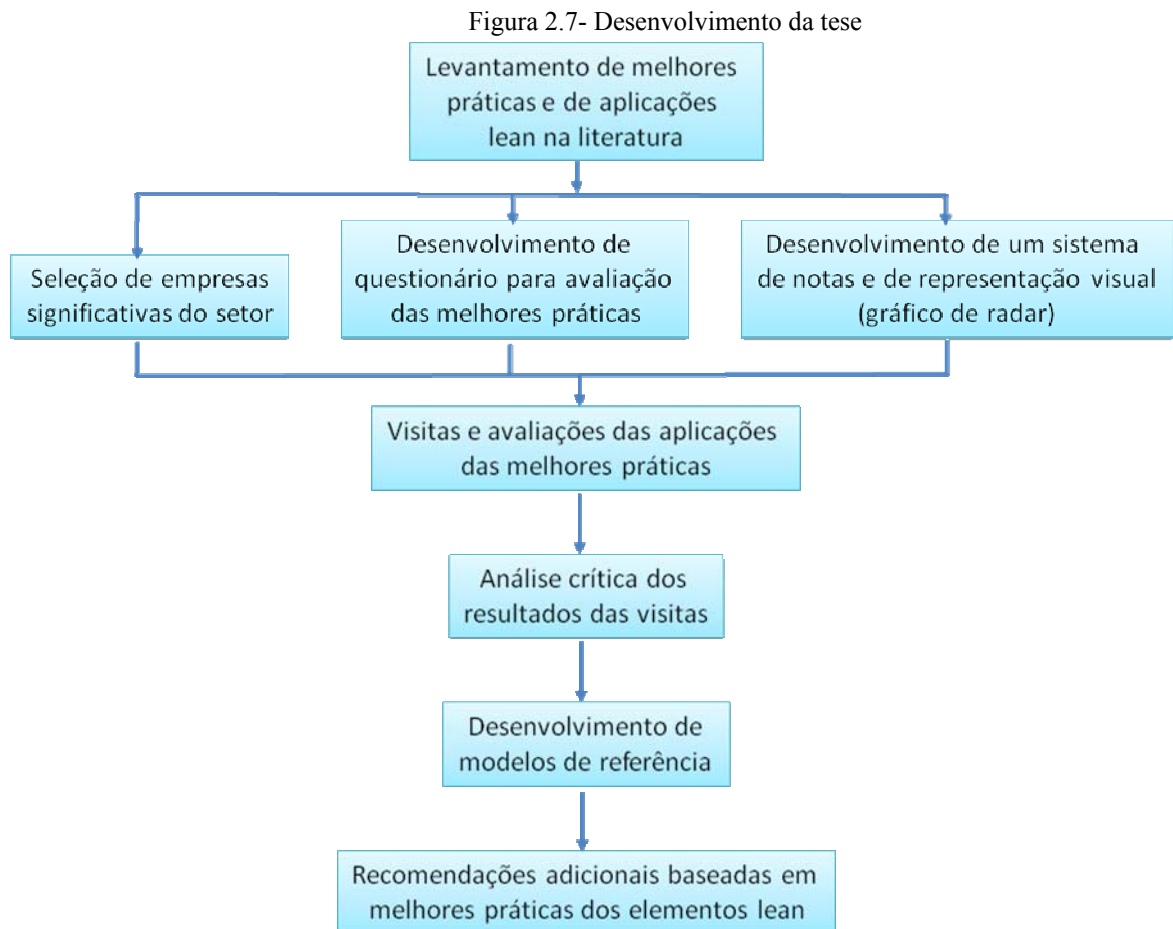 Figura 2.7- Desenvolvimento da tese
Levantamento de melhores
práticas e de aplicações
lean na literatura
Seleção de empresas
significativas do setor
Desenvolvimento de
questionário para avaliação
das melhores práticas
Desenvolvimento de um sistema
de notas e de representação visual
(gráfico de radar)
Visitas e avaliações das aplicações
das melhores práticas
Análise crítica dos
resultados das visitas
Desenvolvimento de
modelos de referência
Recomendações adicionais baseadas em
melhores práticas dos elementos lean